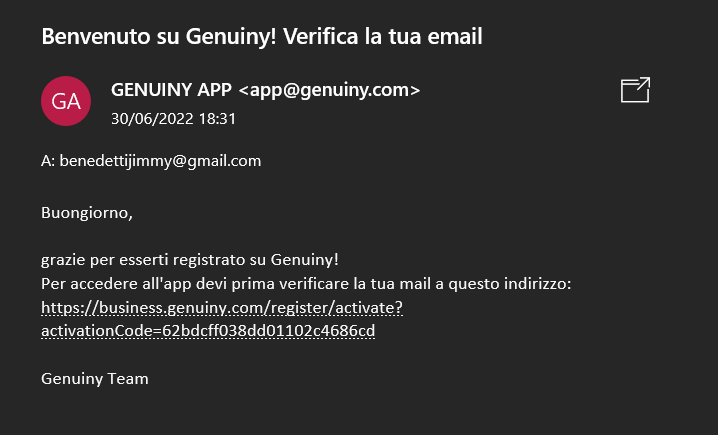 Benvenuto su Genuiny! Verifica la tua email
GA
GENUINY APP <app@genuiny.com>
30/06/2022 18:31
A: benedettijimmy@gmail.com
Buongiorno,
grazie per esserti registrato su Genuiny!
Per accedere all'app devi prima verificare la tua mail a questo indirizzo:
https://business.genuiny.com/register/activate?
activationCode=62bdcff038dd01102c4686cd
Genuiny Team